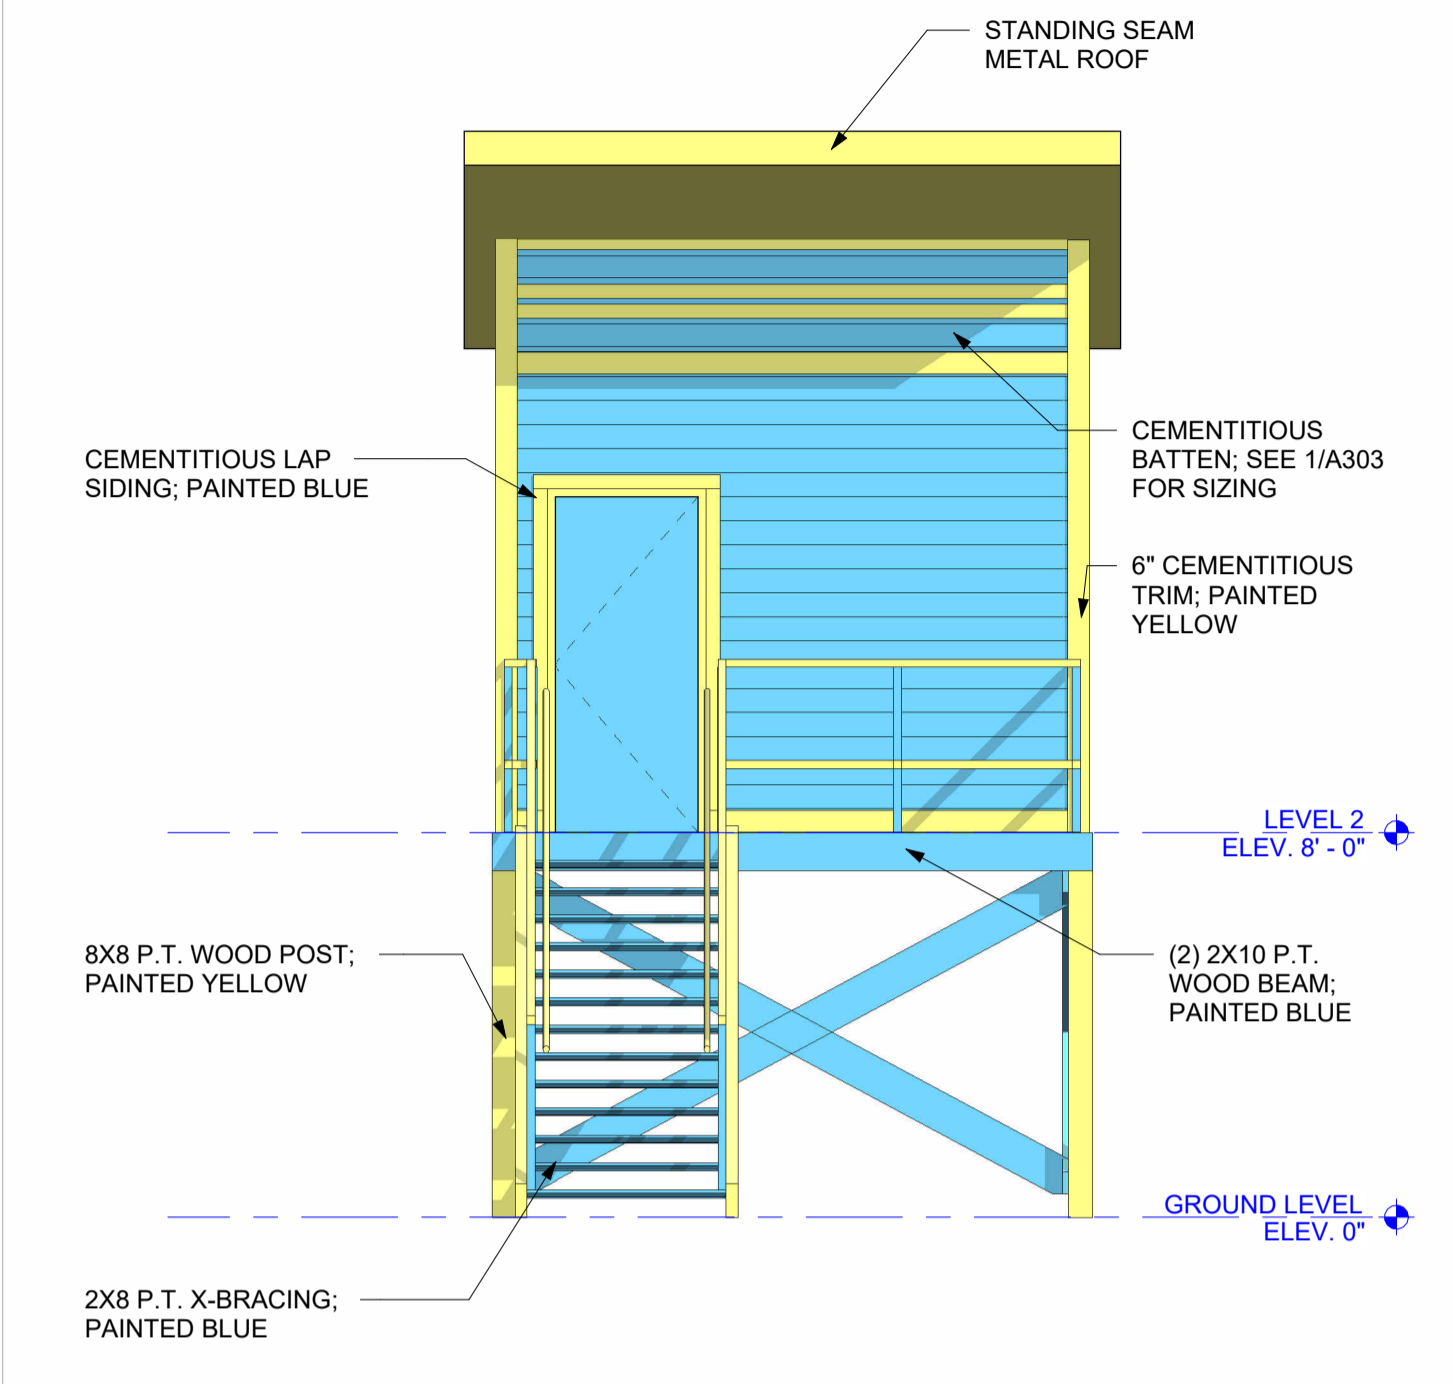 STANDING SEAM
METAL ROOF
CEMENTITIOUS
BATTEN; SEE 1/A303
FOR SIZING
CEMENTITIOUS LAP
SIDING; PAINTED BLUE
6" CEMENTITIOUS
TRIM; PAINTED
YELLOW
LEVEL 2
ELEV. 8' - 0"
8X8 P.T. WOOD POST;
PAINTED YELLOW
(2) 2X10 P.T.
WOOD BEAM;
PAINTED BLUE
GROUND LEVEL
ELEV. 0"
2X8 P.T. X-BRACING;
PAINTED BLUE